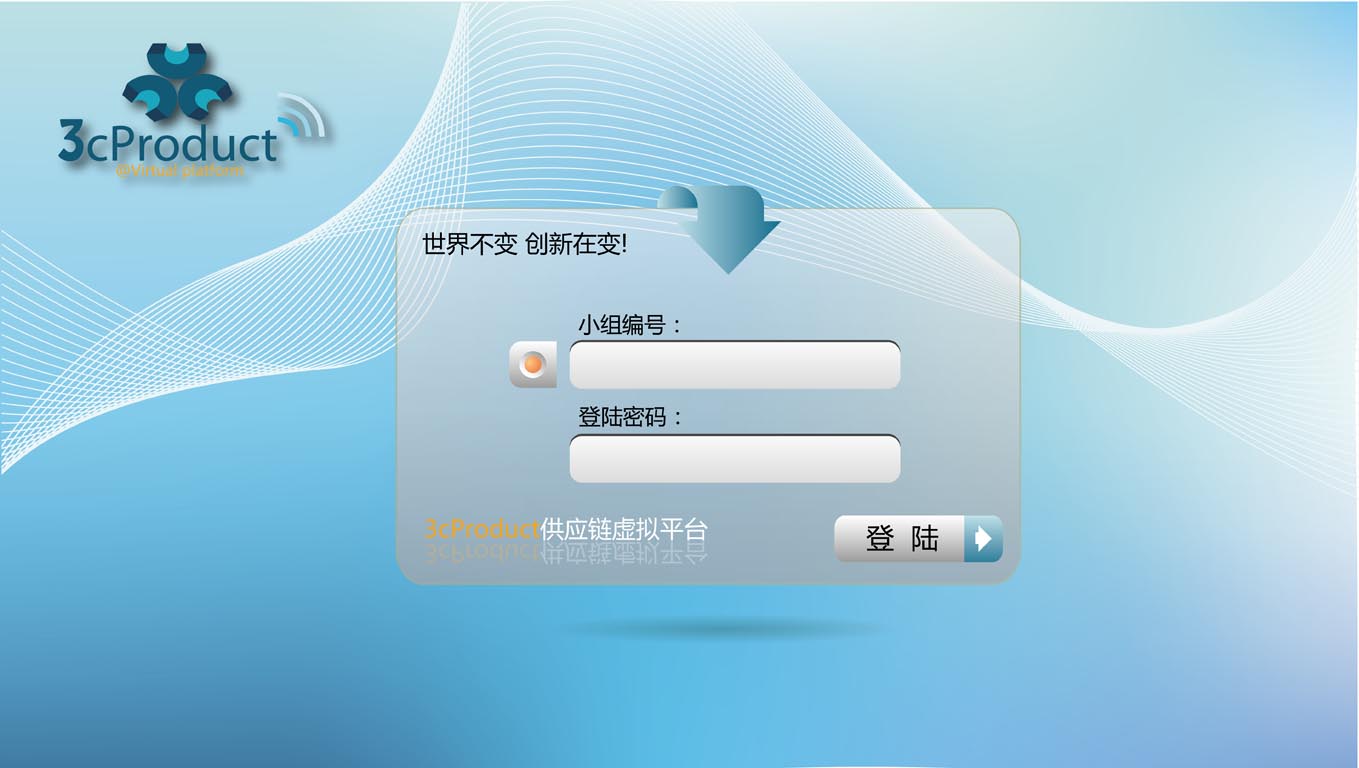 3cProduct
@Virtual platform
世界不变 创新在变!
小组编号：
登陆密码：
3cProduct供应链虚拟平台
登 陆